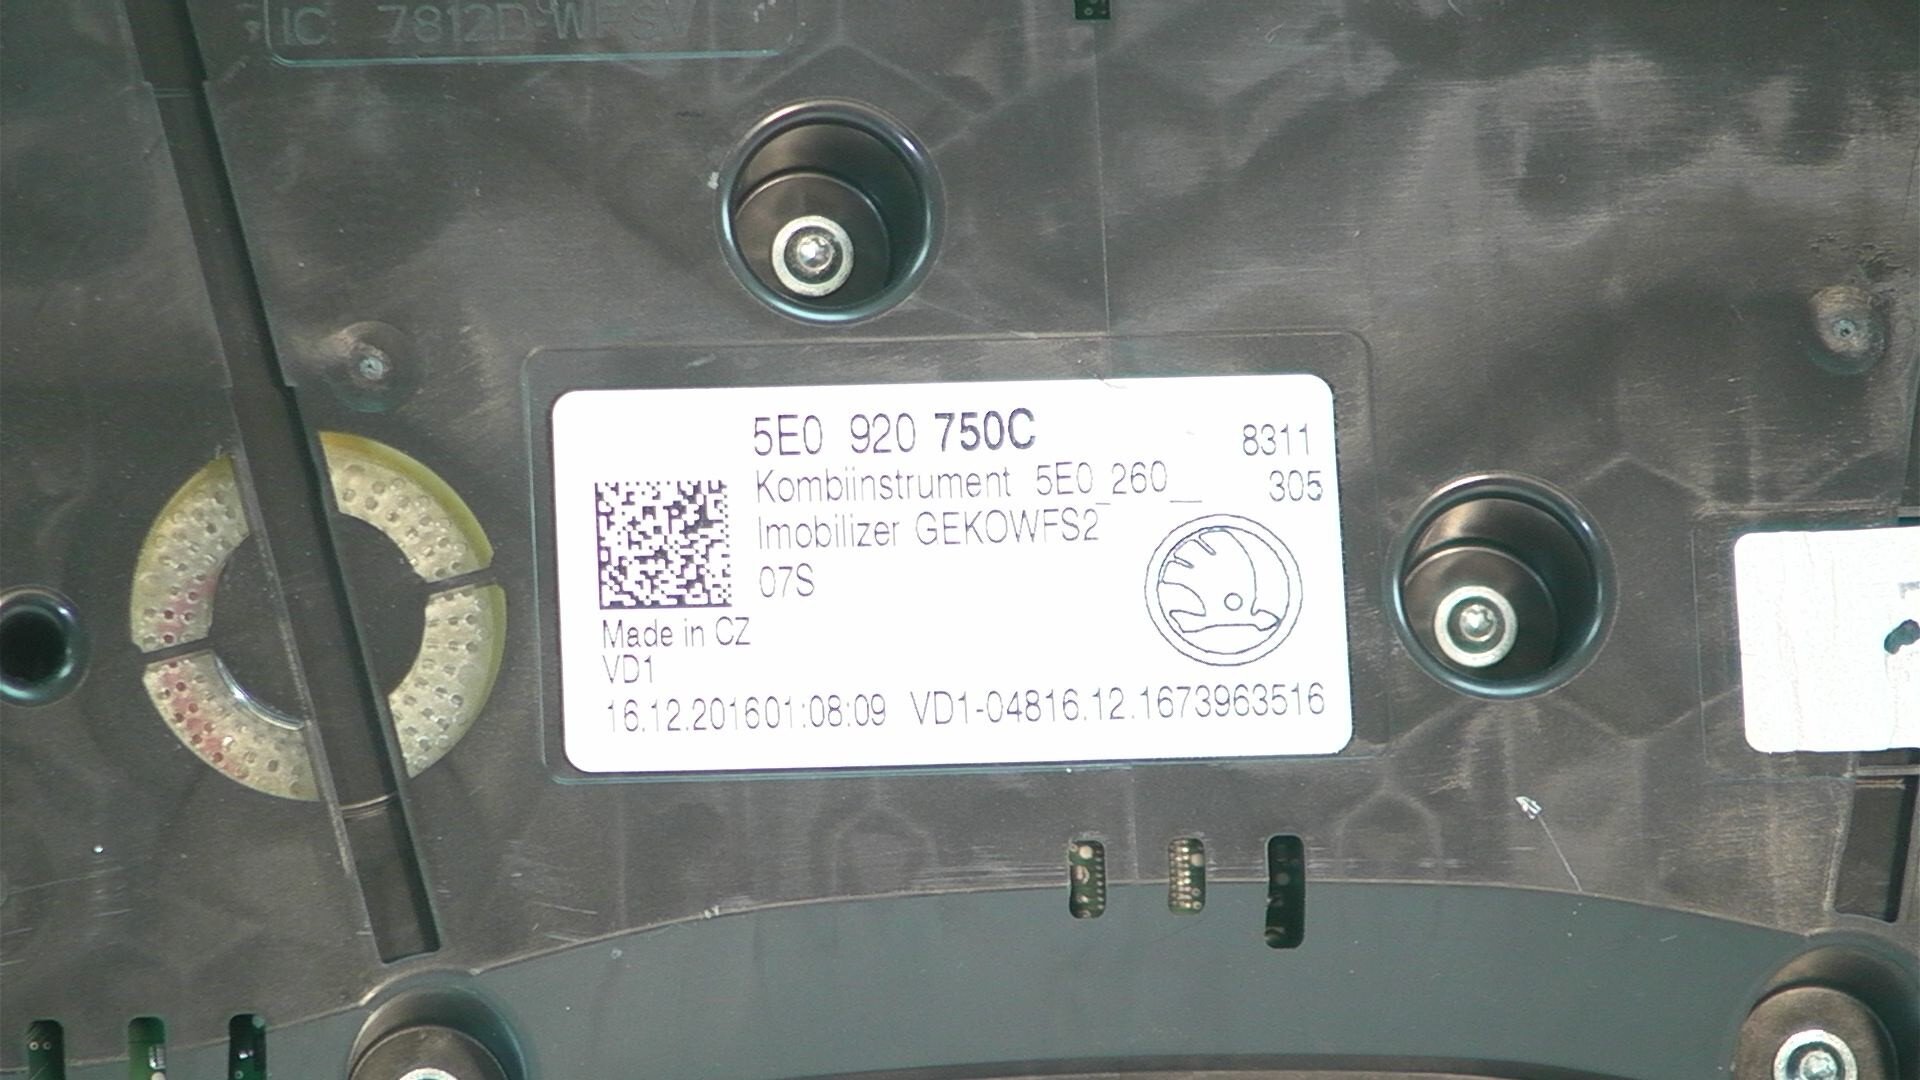 IC 7812D-WFSV
5E0 920 750C 8311
Kombiinstrument 5E0_260__ 305
Imobilizer GEKOWFS2
07S
Made in CZ
VD1
16.12.201601:08:09 VD1-04816.12.1673963516